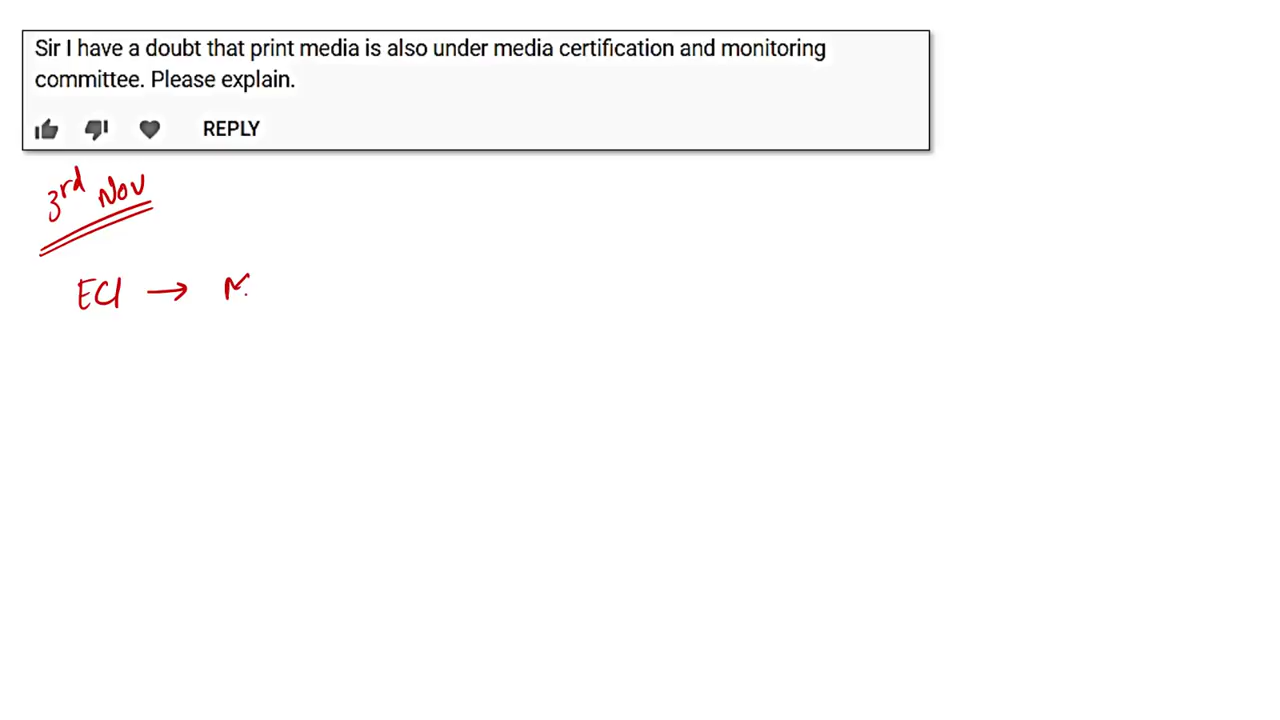 Sir I have a doubt that print media is also under media certification and monitoring
committee. Please explain.
REPLY
3rd Nov
ECI → M